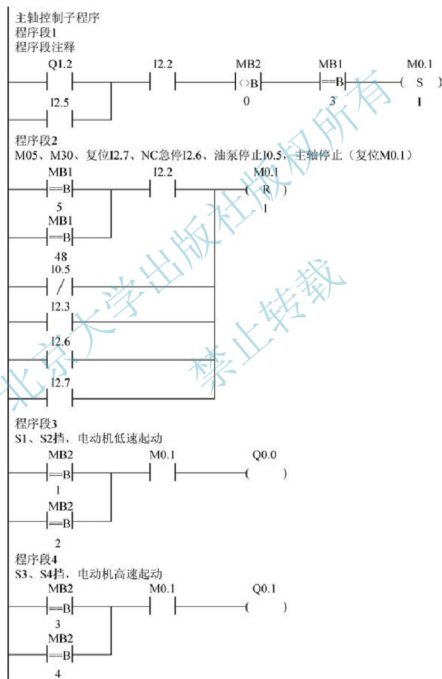 主轴控制子程序
程序段1
程序段注释
Q1.2 I2.2 MB2 MB1 M0.1
<>B ==B S
0 3 1
I2.5
程序段2
M05、M30、复位I2.7、NC急停I2.6、油泵停止I0.5，主轴停止（复位M0.1）
MB1 I2.2 M0.1
==B R
5 1
MB1
==B
48
I0.5
I2.3
I2.6
I2.7
程序段3
S1、S2挡，电动机低速起动
MB2 M0.1 Q0.0
==B
1
MB2
==B
2
程序段4
S3、S4挡，电动机高速起动
MB2 M0.1 Q0.1
==B
3
MB2
==B
4
北京大学出版社版权所有
禁止转载